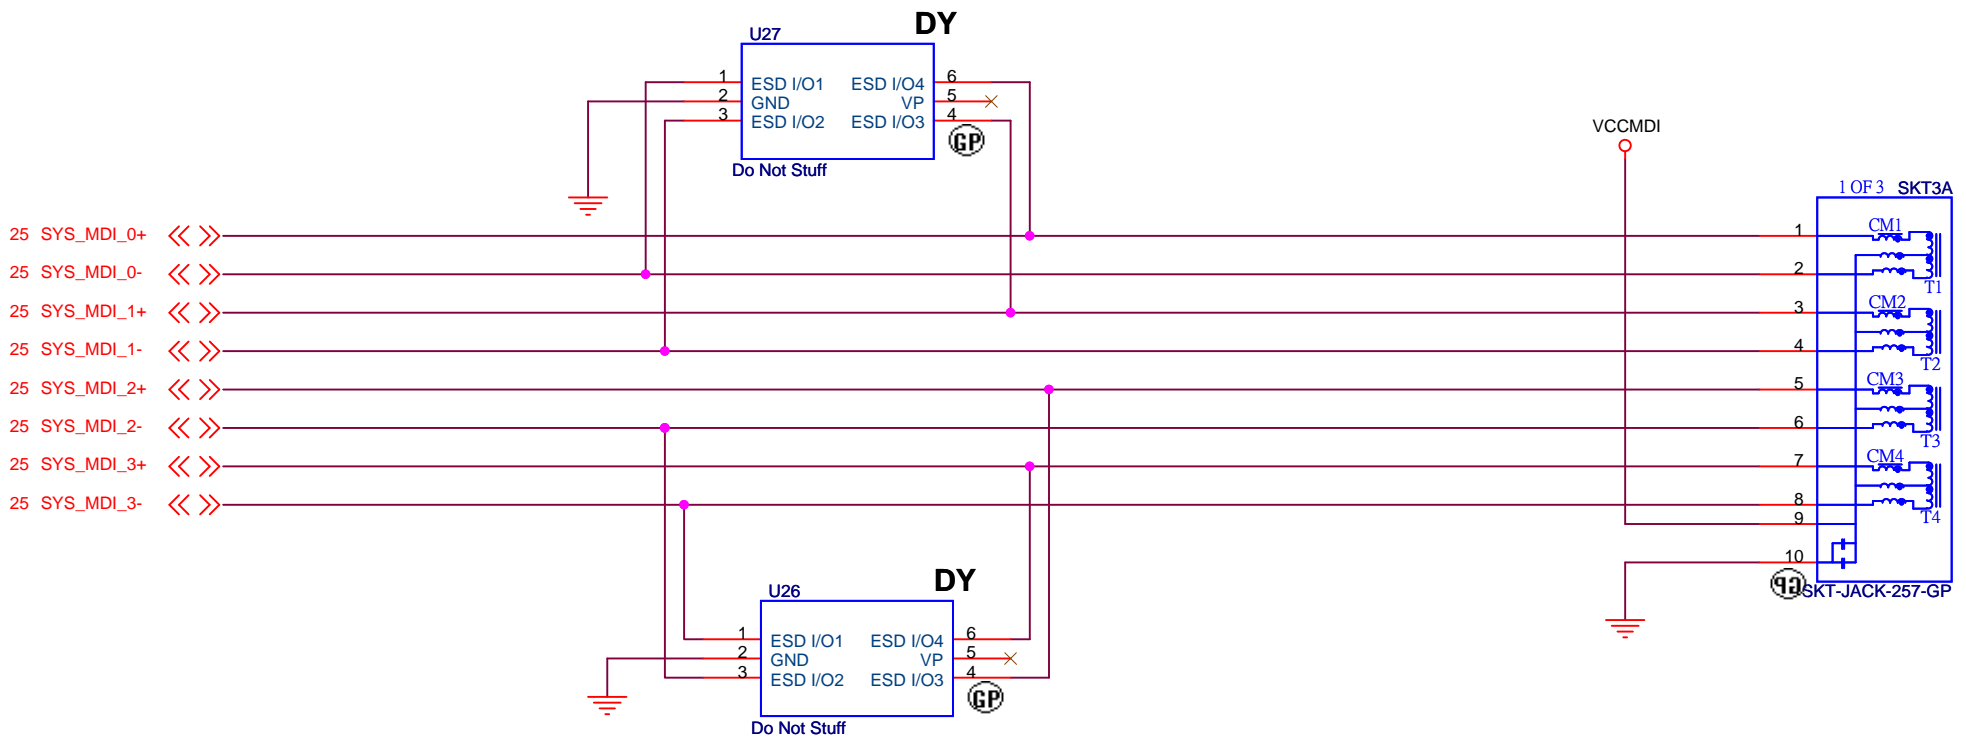 DY
U27
1 ESD I/O1 ESD I/O4 6
2 GND VP 5
3 ESD I/O2 ESD I/O3 4
GP
Do Not Stuff
VCCMDI
1 OF 3 SKT3A
25 SYS_MDI_0+ 1 CM1
25 SYS_MDI_0- 2
T1
25 SYS_MDI_1+ 3 CM2
25 SYS_MDI_1- 4
T2
25 SYS_MDI_2+ 5 CM3
25 SYS_MDI_2- 6
T3
25 SYS_MDI_3+ 7 CM4
25 SYS_MDI_3- 8
9 T4
10
GP
SKT-JACK-257-GP
DY
U26
1 ESD I/O1 ESD I/O4 6
2 GND VP 5
3 ESD I/O2 ESD I/O3 4
GP
Do Not Stuff